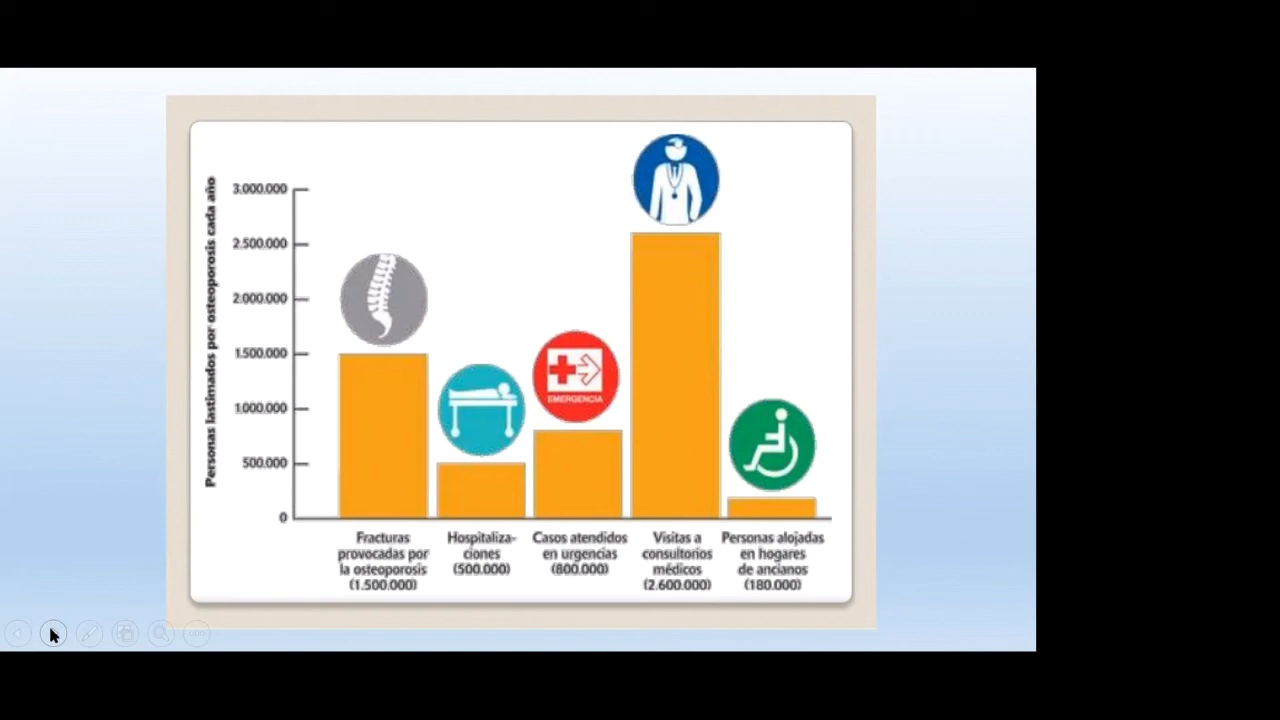 Personas lastimados por osteoporosis cada año
3.000.000
2.500.000
2.000.000
1.500.000
1.000.000
500.000
0
EMERGENCIA
Fracturas
provocadas por
la osteoporosis
(1.500.000)
Hospitaliza-
ciones
(500.000)
Casos atendidos
en urgencias
(800.000)
Visitas a
consultorios
médicos
(2.600.000)
Personas alojadas
en hogares
de ancianos
(180.000)